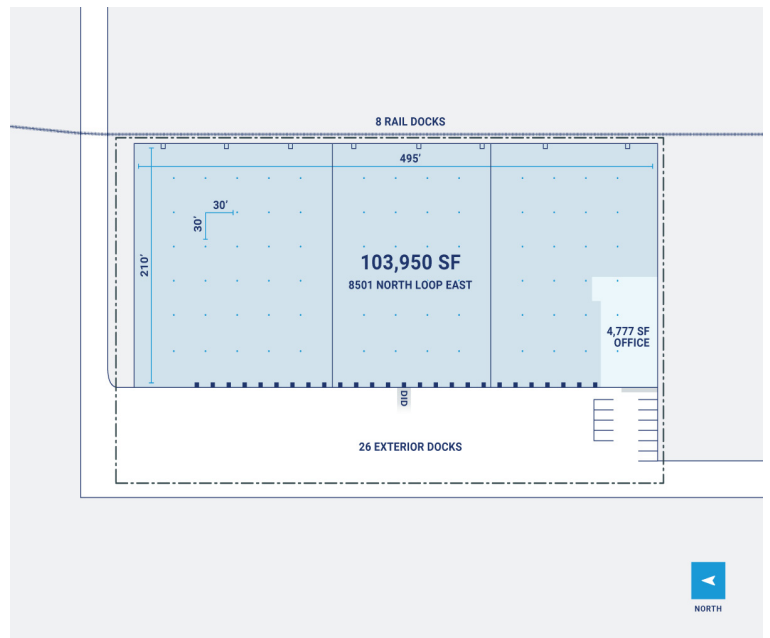 8 RAIL DOCKS
495’
30’
30’
210’
103,950 SF
8501 NORTH LOOP EAST
4,777 SF
OFFICE
DID
26 EXTERIOR DOCKS
NORTH